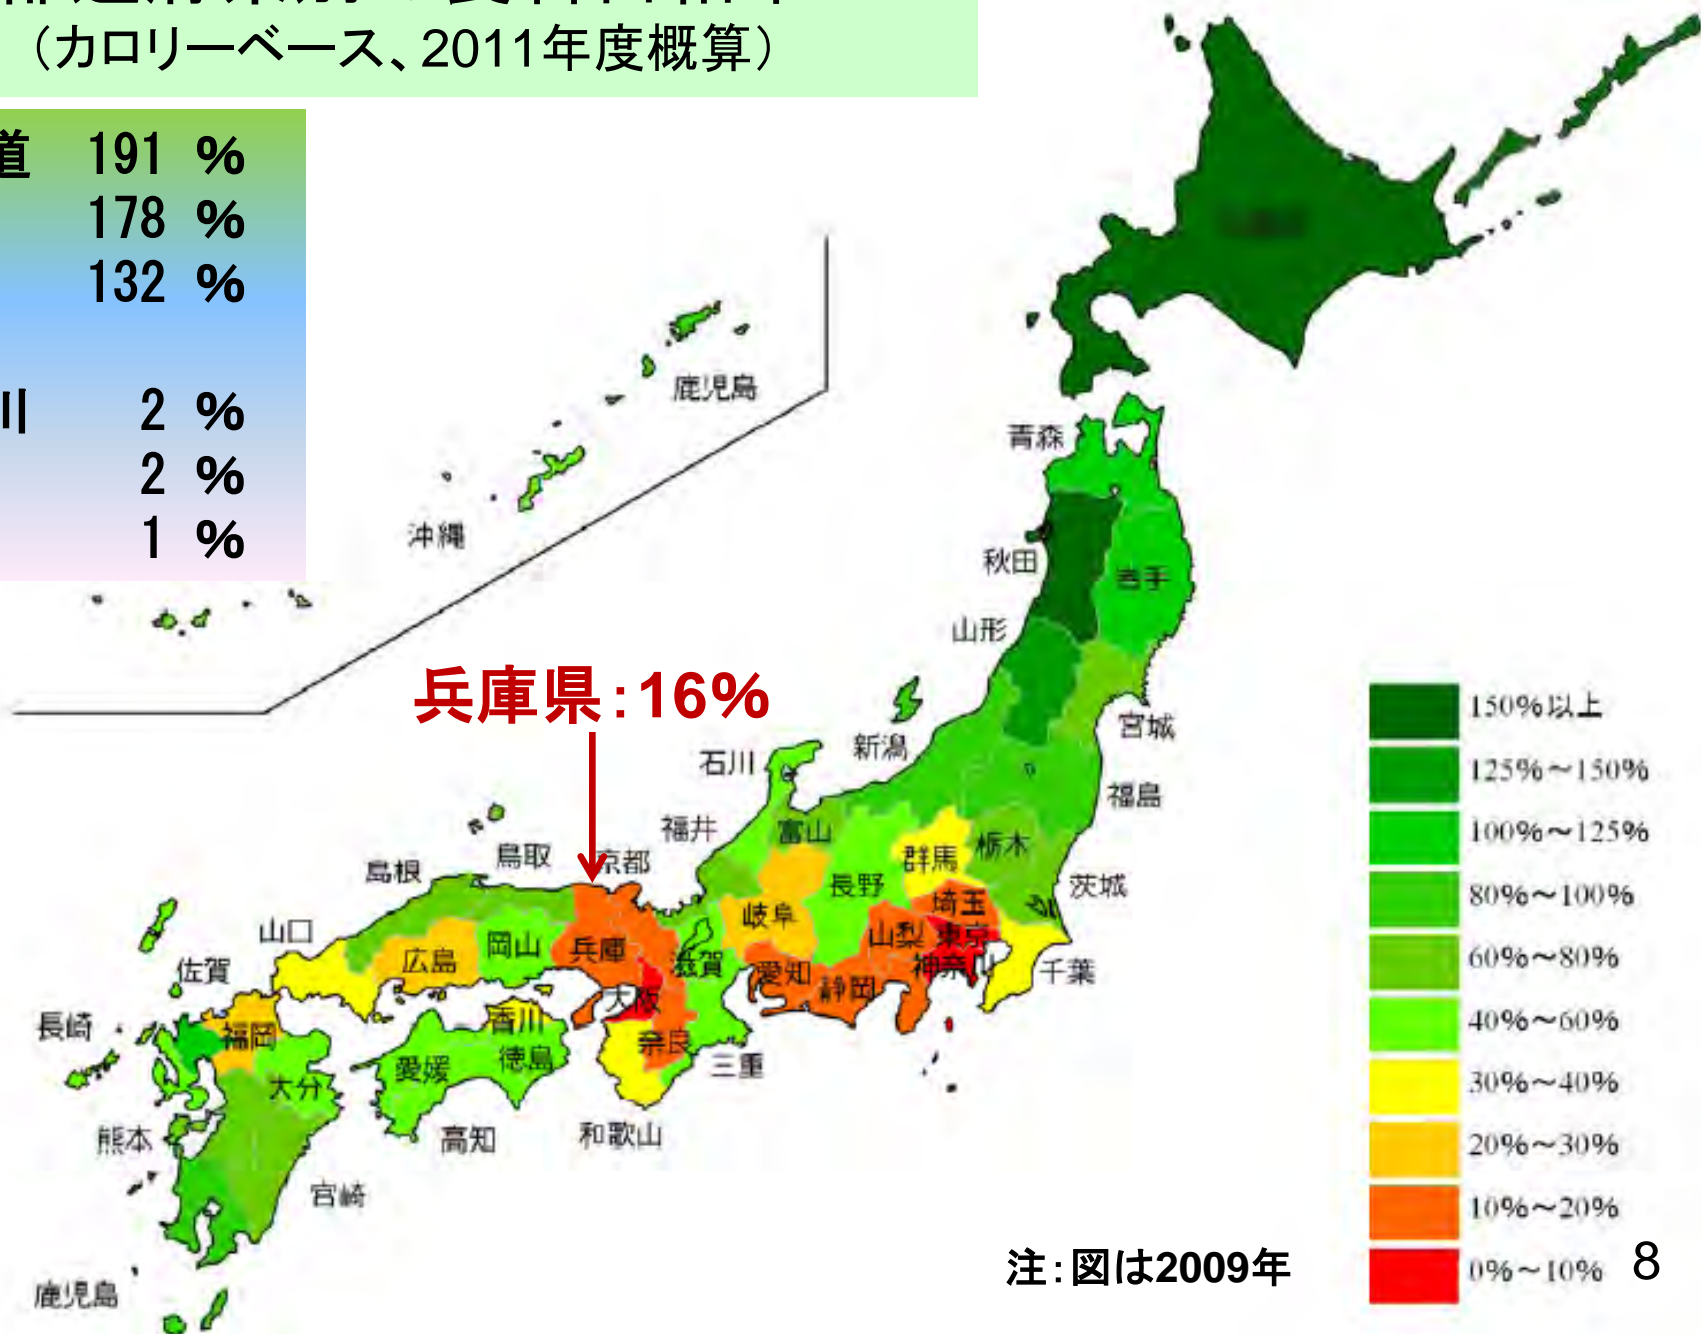 (カロリーベース、2011年度概算)
道 191 %
178 %
132 %
川 2 %
2 %
1 %
鹿児島
沖縄
青森
秋田
岩手
山形
宮城
新潟
福島
石川
富山
福井
群馬
栃木
茨城
長野
埼玉
山梨
東京
千葉
岐阜
愛知
静岡
兵庫県:16%
京都
鳥取
島根
山口
広島
岡山
兵庫
滋賀
大阪
奈良
三重
和歌山
香川
徳島
愛媛
高知
佐賀
長崎
福岡
大分
熊本
宮崎
鹿児島
150%以上
125%~150%
100%~125%
80%~100%
60%~80%
40%~60%
30%~40%
20%~30%
10%~20%
0%~10%
注:図は2009年
8